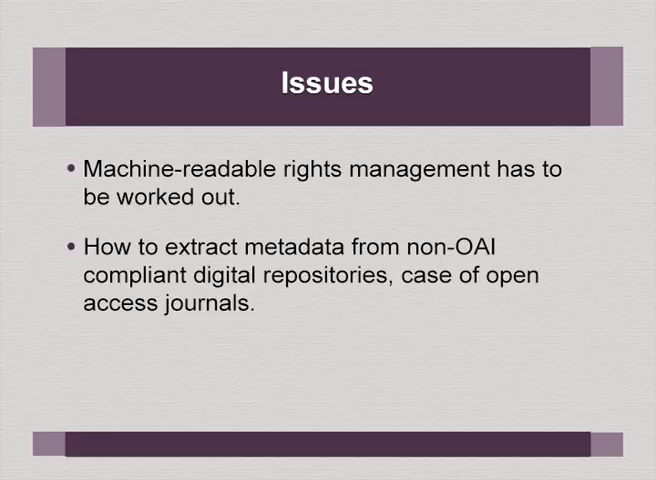 Issues
• Machine-readable rights management has to
be worked out.
• How to extract metadata from non-OAI
compliant digital repositories, case of open
access journals.